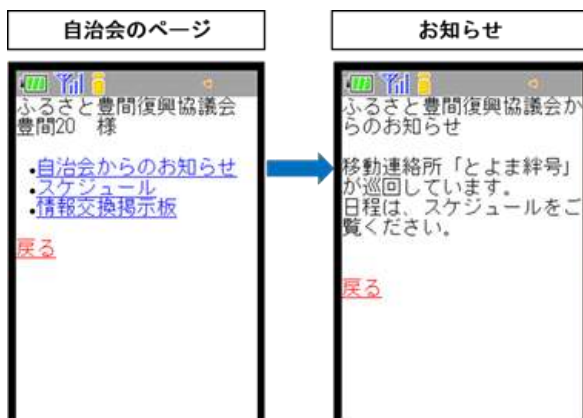 自治会のページ
ふるさと豊間復興協議会
豊間20　様
・自治会からのお知らせ
・スケジュール
・情報交換掲示板
戻る
お知らせ
ふるさと豊間復興協議会か
らのお知らせ
移動連絡所「とよま絆号」
が巡回しています。
日程は、スケジュールをご
覧ください。
戻る